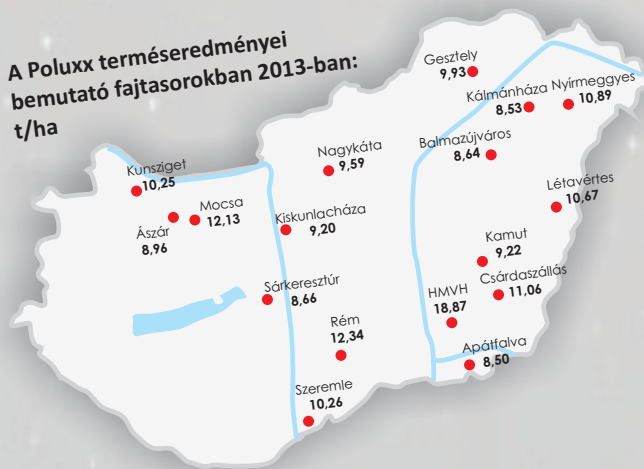 A Poluxx terméseredményei
bemutató fajtasorokban 2013-ban:
t/ha
Gesztely
9,93
Kálmánháza
8,53
Nyírmeggyes
10,89
Balmazújváros
8,64
Nagykáta
9,59
Kunsziget
10,25
Létavértes
10,67
Mocsa
12,13
Ászár
8,96
Kiskunlacháza
9,20
Kamut
9,22
Csárdaszállás
11,06
Sárkeresztúr
8,66
HMVH
18,87
Rém
12,34
Apátfalva
8,50
Szeremle
10,26